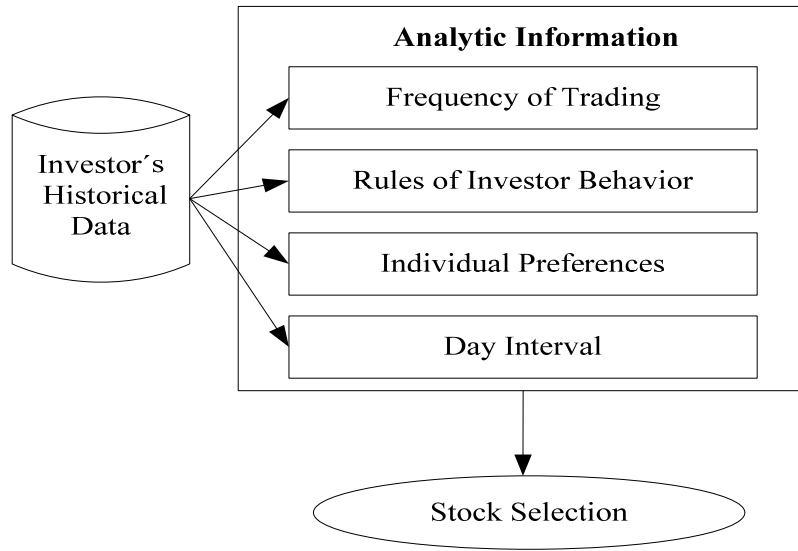 Analytic Information
Frequency of Trading
Investor´s
Historical
Data
Rules of Investor Behavior
Individual Preferences
Day Interval
Stock Selection